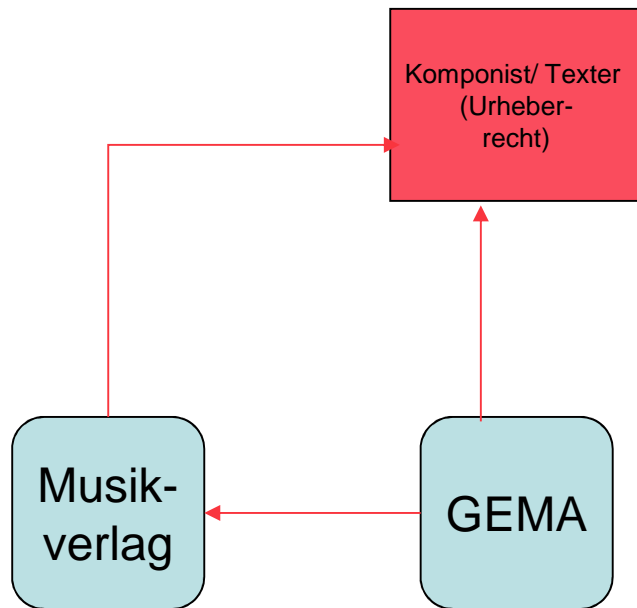 Komponist/ Texter
(Urheber-
recht)
Musik-
verlag
GEMA